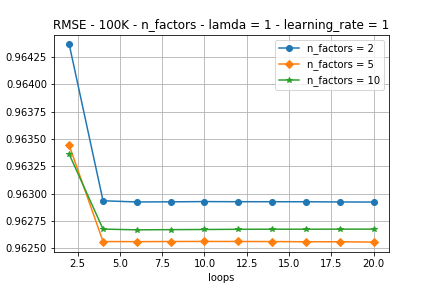 RMSE - 100K - n_factors - lamda = 1 - learning_rate = 1
n_factors = 2
n_factors = 5
n_factors = 10
0.96425
0.96400
0.96375
0.96350
0.96325
0.96300
0.96275
0.96250
2.5 5.0 7.5 10.0 12.5 15.0 17.5 20.0
loops